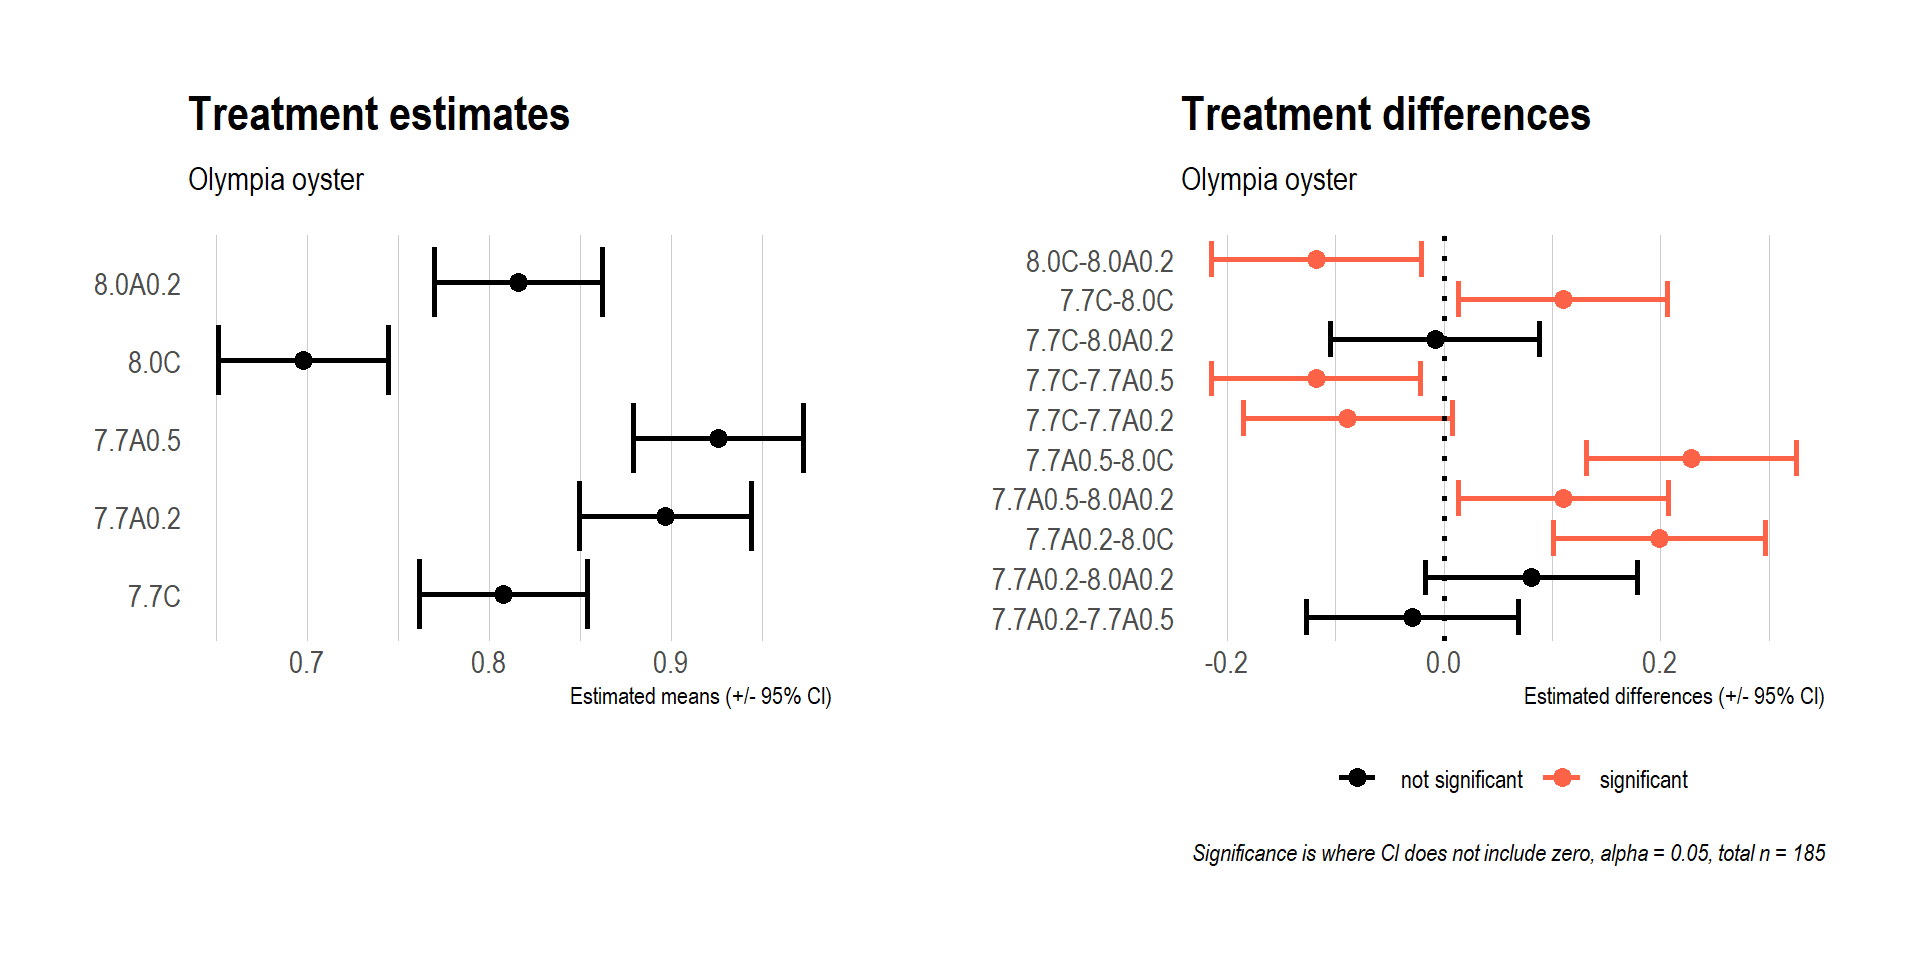 Treatment estimates
Olympia oyster
8.0A0.2
8.0C
7.7A0.5
7.7A0.2
7.7C
0.7 0.8 0.9
Estimated means (+/- 95% CI)
Treatment differences
Olympia oyster
8.0C-8.0A0.2
7.7C-8.0C
7.7C-8.0A0.2
7.7C-7.7A0.5
7.7C-7.7A0.2
7.7A0.5-8.0C
7.7A0.5-8.0A0.2
7.7A0.2-8.0C
7.7A0.2-8.0A0.2
7.7A0.2-7.7A0.5
-0.2 0.0 0.2
Estimated differences (+/- 95% CI)
not significant significant
Significance is where CI does not include zero, alpha = 0.05, total n = 185